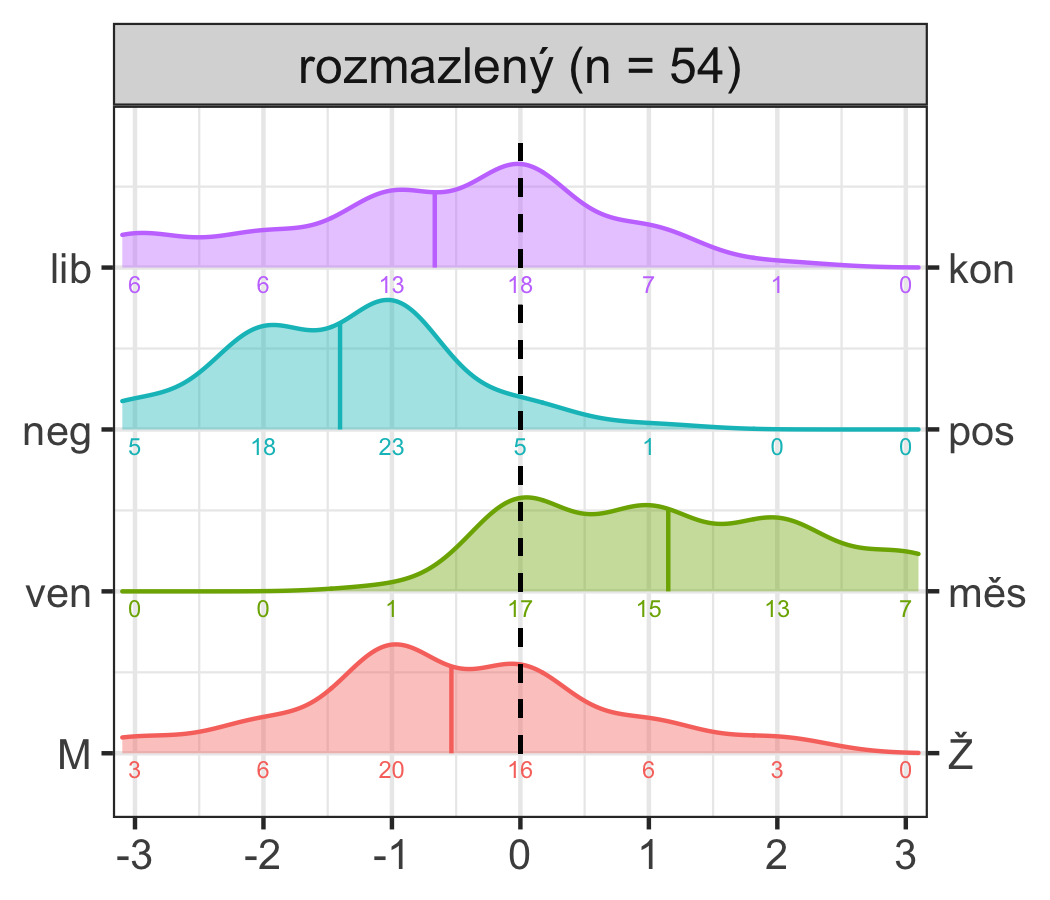 rozmazlený (n = 54)
lib kon
6 6 13 18 7 1 0
neg pos
5 18 23 5 1 0 0
ven měs
0 0 1 17 15 13 7
M Ž
3 6 20 16 6 3 0
-3 -2 -1 0 1 2 3